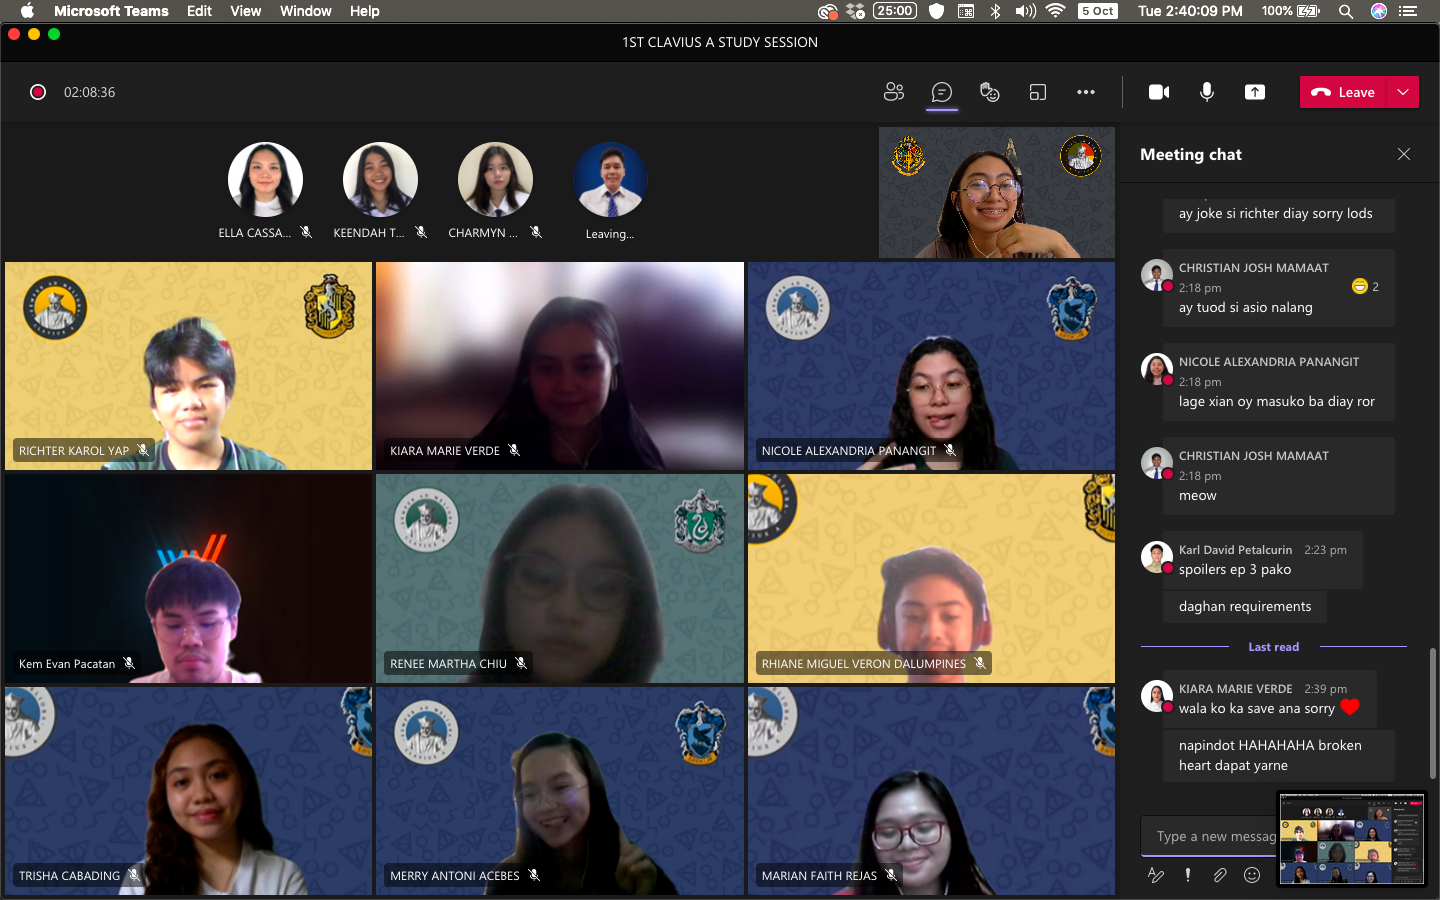 Microsoft Teams Edit View Window Help
25:00
5 Oct
Tue 2:40:09 PM
100%
1ST CLAVIUS A STUDY SESSION
02:08:36
Leave
ELLA CASSA...
KEENDAH T...
CHARMYN ...
Leaving...
RICHTER KAROL YAP
KIARA MARIE VERDE
NICOLE ALEXANDRIA PANANGIT
Kem Evan Pacatan
RENEE MARTHA CHIU
RHIANE MIGUEL VERON DALUMPINES
TRISHA CABADING
MERRY ANTONI ACEBES
MARIAN FAITH REJAS
Meeting chat
ay joke si richter diay sorry lods
CHRISTIAN JOSH MAMAAT
2:18 pm
2
ay tuod si asio nalang
NICOLE ALEXANDRIA PANANGIT
2:18 pm
lage xian oy masuko ba diay ror
CHRISTIAN JOSH MAMAAT
2:18 pm
meow
Karl David Petalcurin 2:23 pm
spoilers ep 3 pako
daghan requirements
Last read
KIARA MARIE VERDE 2:39 pm
wala ko ka save ana sorry ❤️
napindot HAHAHAHA broken
heart dapat yarne
Type a new messag